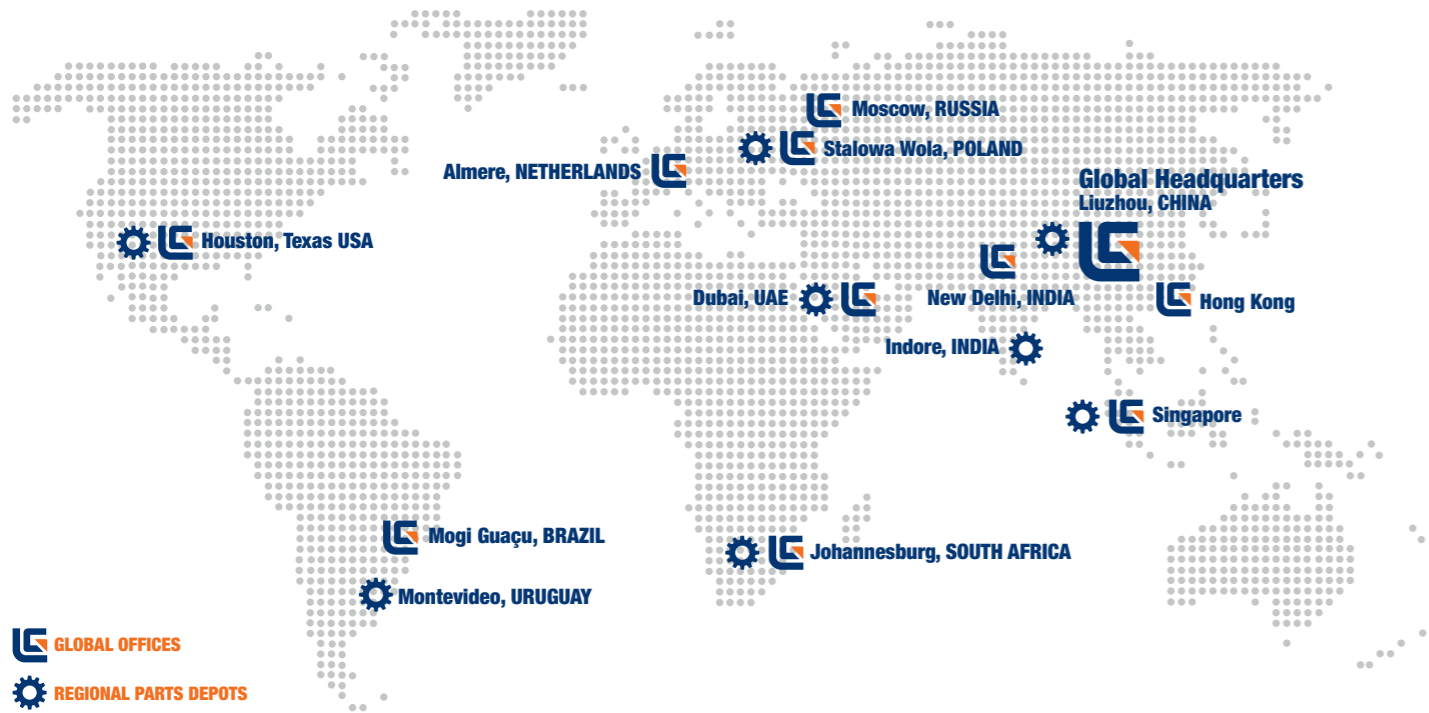 Moscow, RUSSIA
Stalowa Wola, POLAND
Almere, NETHERLANDS
Global Headquarters
Liuzhou, CHINA
Houston, Texas USA
New Delhi, INDIA
Dubai, UAE
Hong Kong
Indore, INDIA
Singapore
Mogi Guaçu, BRAZIL
Johannesburg, SOUTH AFRICA
Montevideo, URUGUAY
GLOBAL OFFICES
REGIONAL PARTS DEPOTS